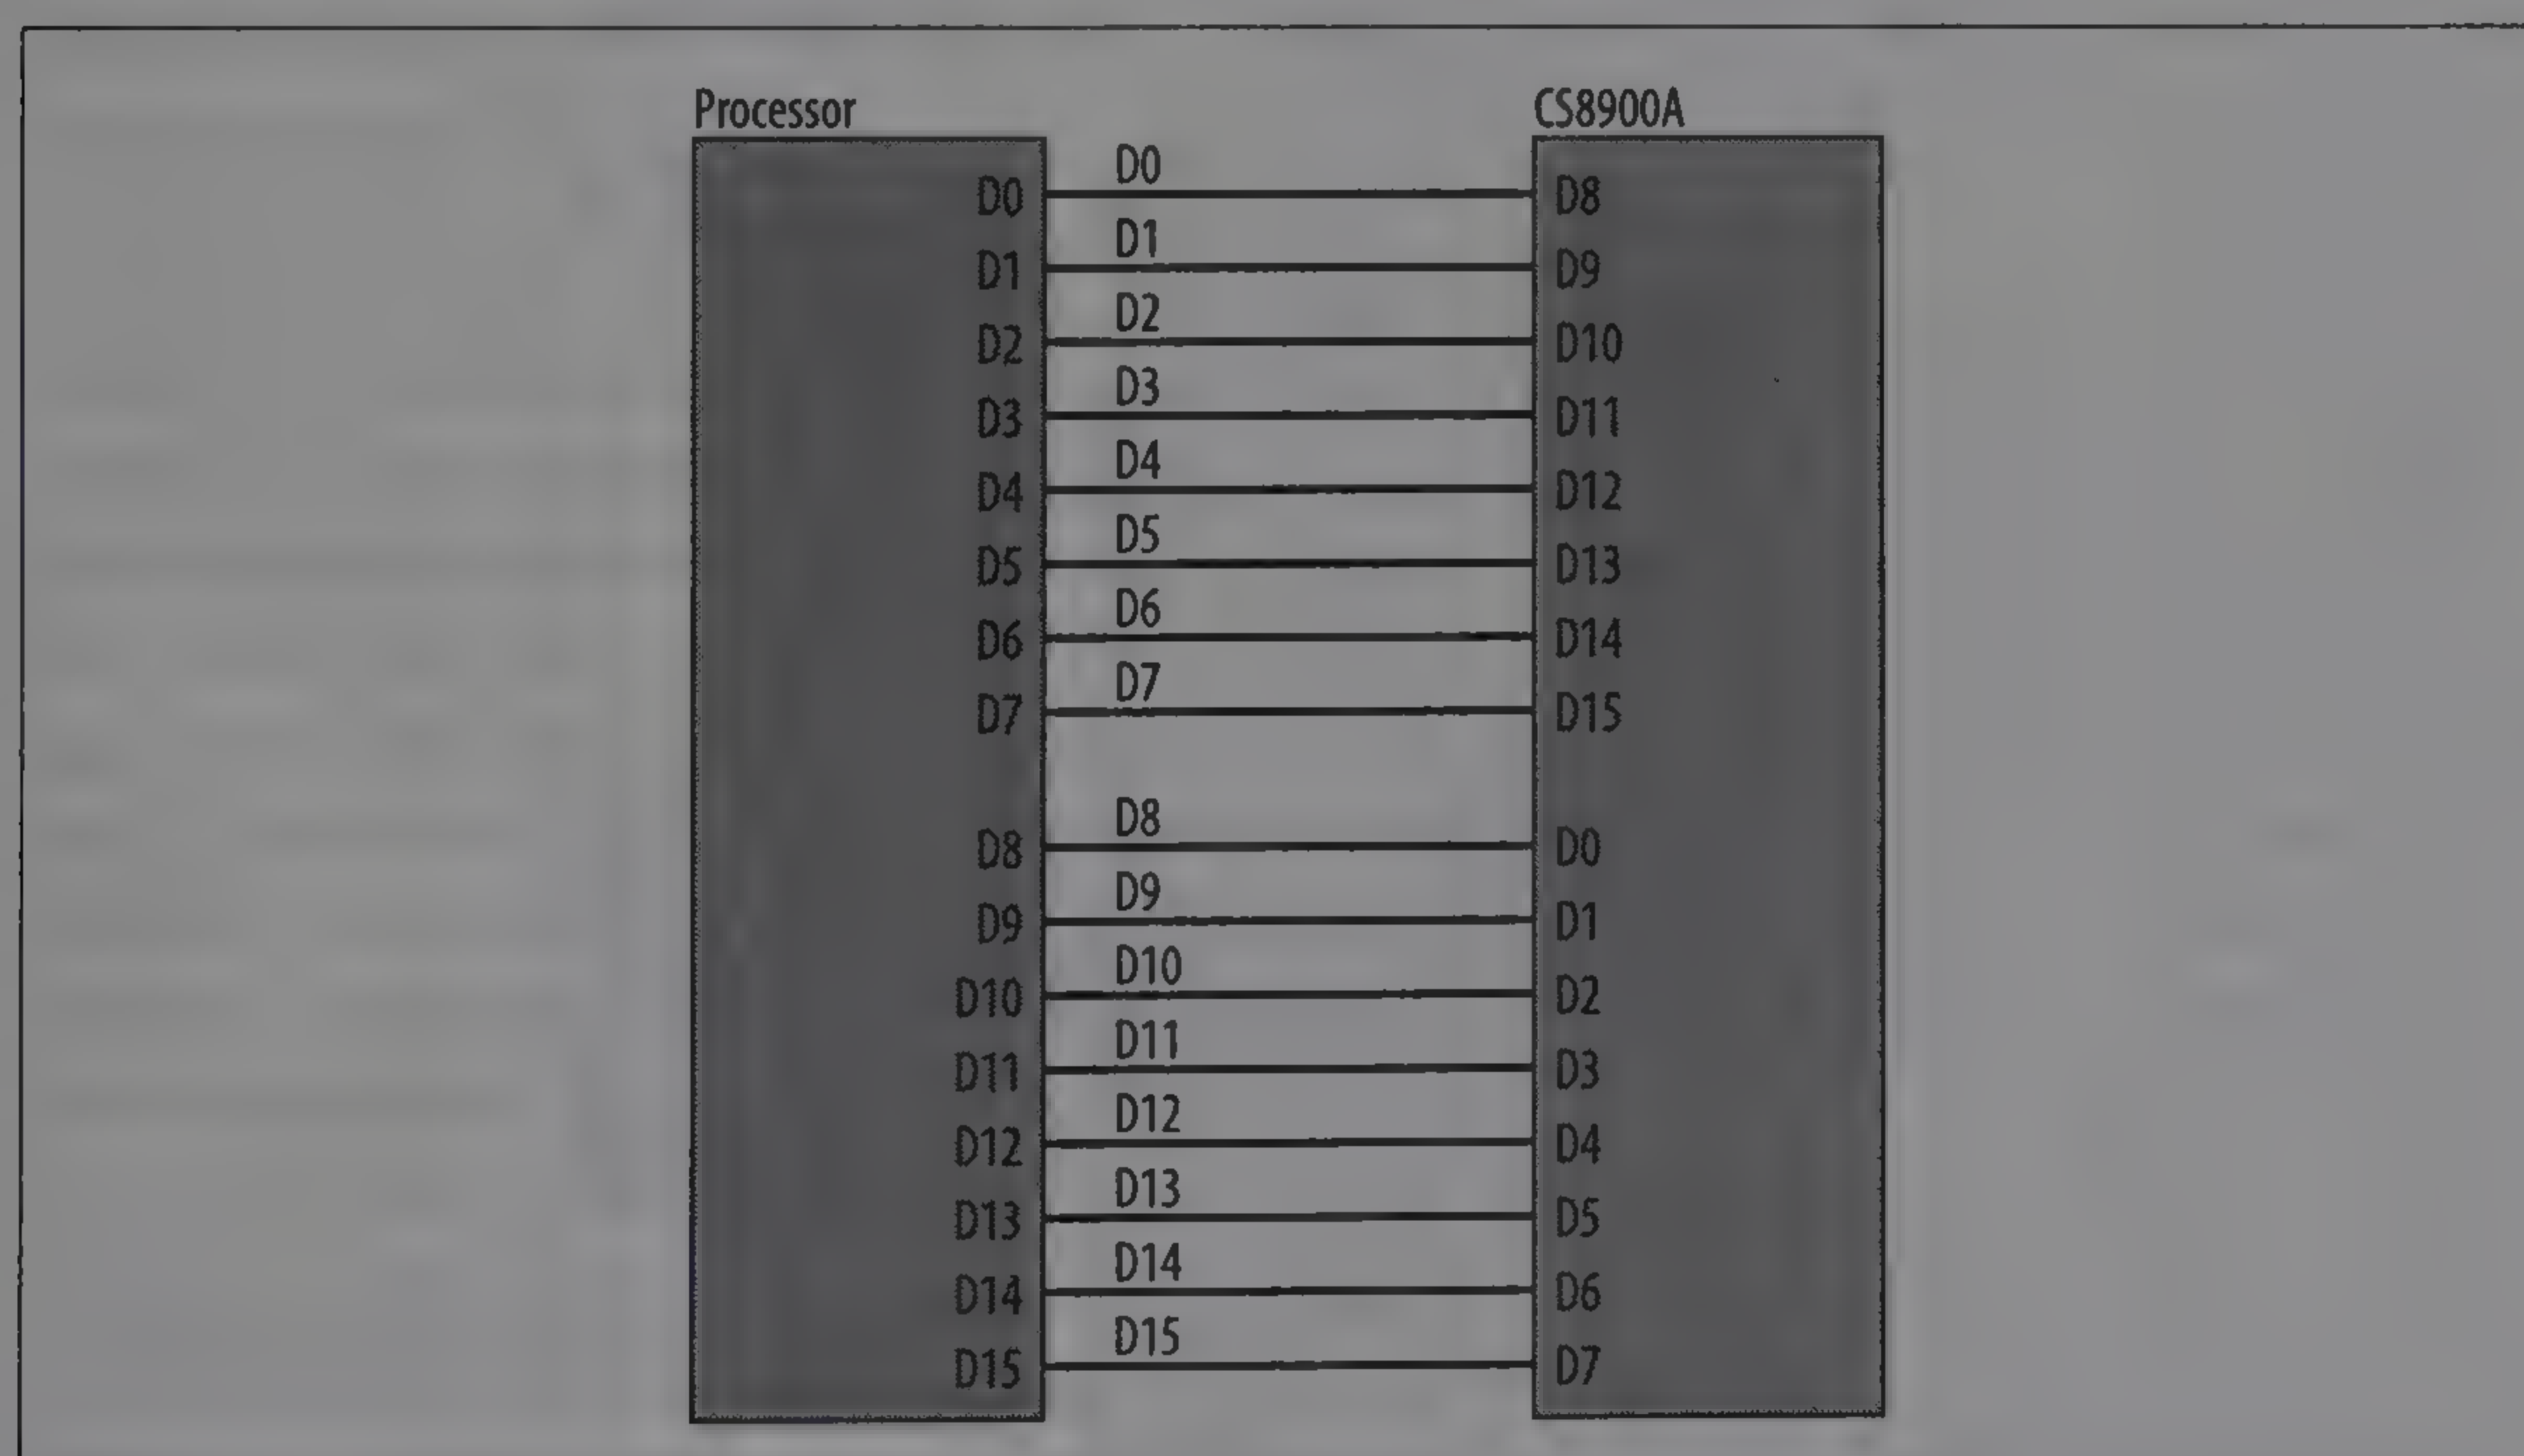 Processor CS8900A
D0
D0 D8
D1
D1 D9
D2
D2 D10
D3
D3 D11
D4
D4 D12
D5
D5 D13
D6
D6 D14
D7
D7 D15
D8
D8 D0
D9
D9 D1
D10
D10 D2
D11
D11 D3
D12
D12 D4
D13
D13 D5
D14
D14 D6
D15
D15 D7